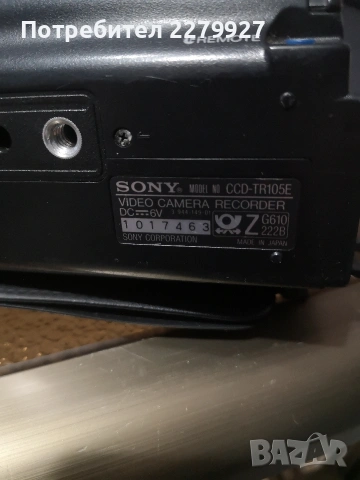 Потребител 2279927
REMOTE
SONY® MODEL NO CCD-TR105E
VIDEO CAMERA RECORDER
DC 6V
1017463
Z G610
222B
SONY CORPORATION MADE IN JAPAN
BAZAR